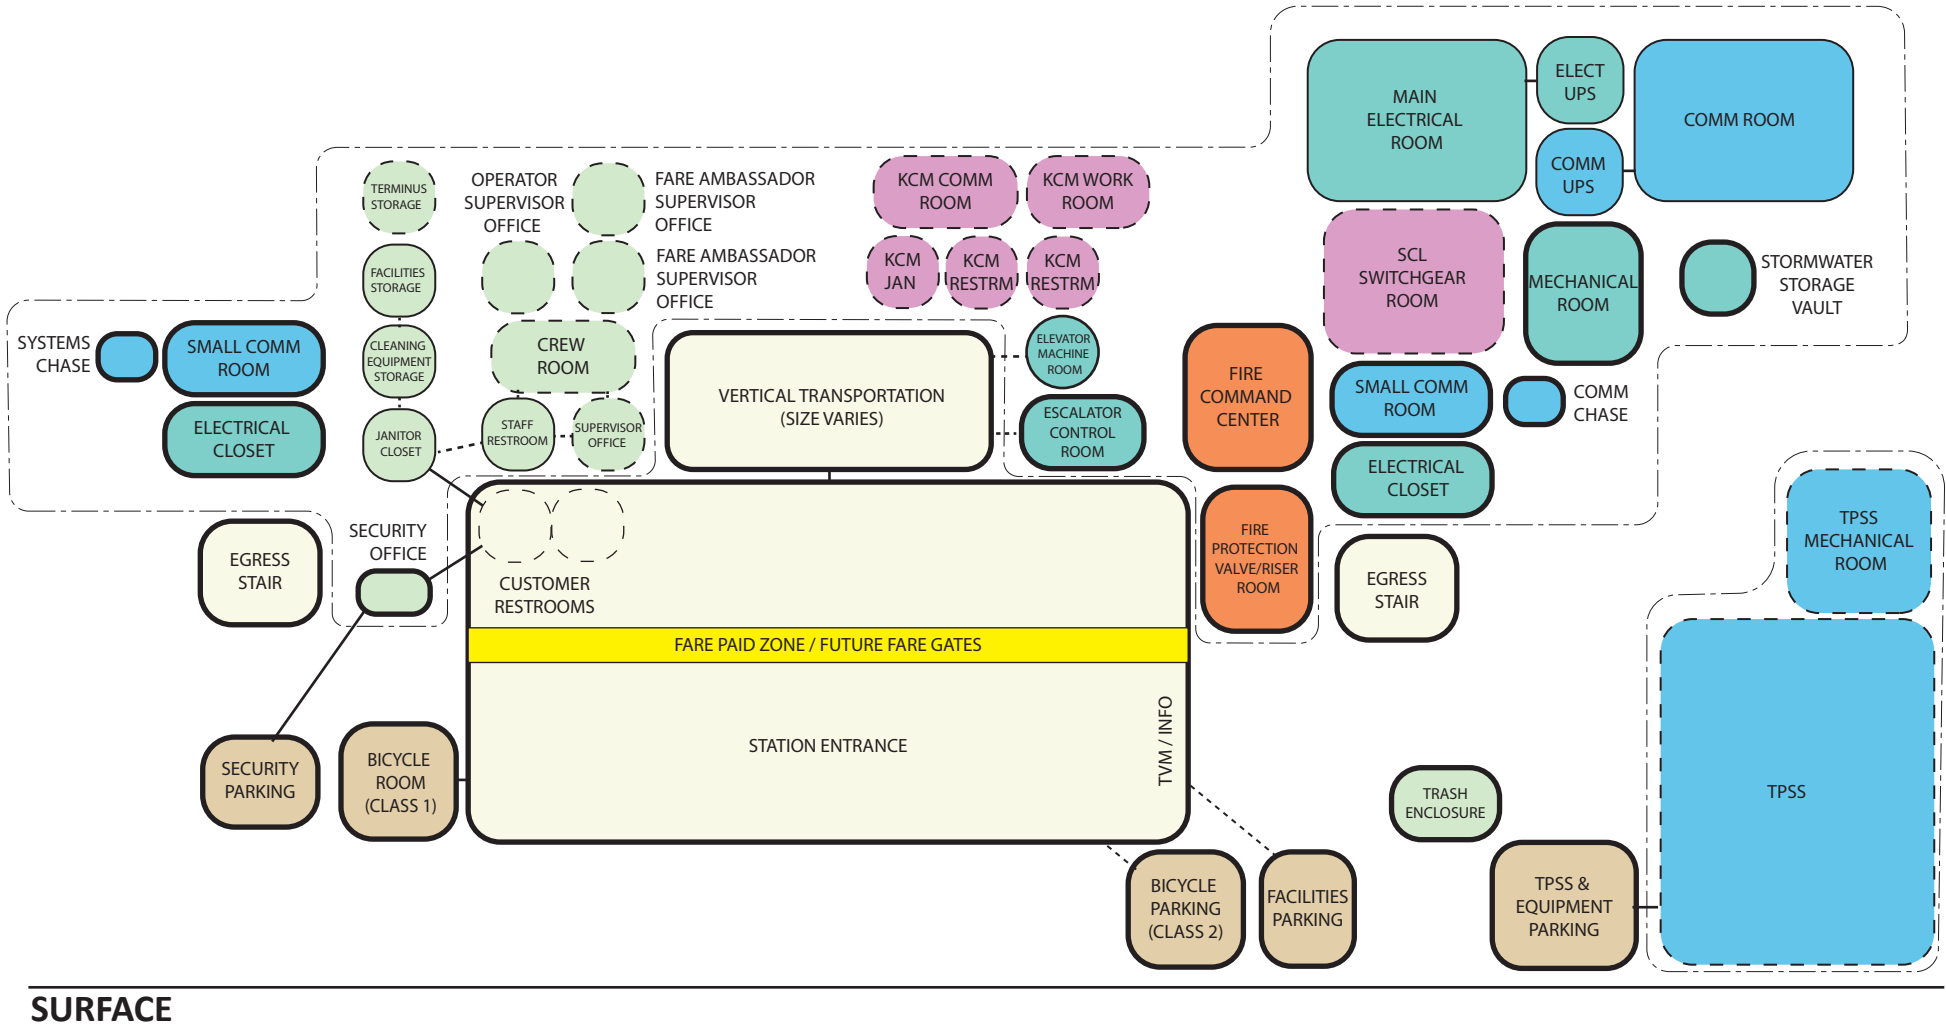 ELECT
UPS
MAIN
ELECTRICAL
ROOM
COMM ROOM
COMM
UPS
TERMINUS
STORAGE
OPERATOR
SUPERVISOR
OFFICE
FARE AMBASSADOR
SUPERVISOR
OFFICE
KCM COMM
ROOM
KCM WORK
ROOM
FACILITIES
STORAGE
FARE AMBASSADOR
SUPERVISOR
OFFICE
KCM
JAN
KCM
RESTRM
KCM
RESTRM
SCL
SWITCHGEAR
ROOM
MECHANICAL
ROOM
STORMWATER
STORAGE
VAULT
SYSTEMS
CHASE
SMALL COMM
ROOM
CLEANING
EQUIPMENT
STORAGE
CREW
ROOM
VERTICAL TRANSPORTATION
(SIZE VARIES)
ELEVATOR
MACHINE
ROOM
FIRE
COMMAND
CENTER
SMALL COMM
ROOM
COMM
CHASE
ELECTRICAL
CLOSET
JANITOR
CLOSET
STAFF
RESTROOM
SUPERVISOR
OFFICE
ESCALATOR
CONTROL
ROOM
ELECTRICAL
CLOSET
EGRESS
STAIR
SECURITY
OFFICE
CUSTOMER
RESTROOMS
FIRE
PROTECTION
VALVE/RISER
ROOM
EGRESS
STAIR
TPSS
MECHANICAL
ROOM
FARE PAID ZONE / FUTURE FARE GATES
SECURITY
PARKING
BICYCLE
ROOM
(CLASS 1)
STATION ENTRANCE
TVM / INFO
TRASH
ENCLOSURE
TPSS
BICYCLE
PARKING
(CLASS 2)
FACILITIES
PARKING
TPSS &
EQUIPMENT
PARKING
SURFACE